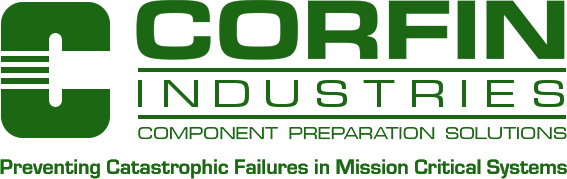 CORFIN
INDUSTRIES
COMPONENT PREPARATION SOLUTIONS
Preventing Catastrophic Failures in Mission Critical Systems